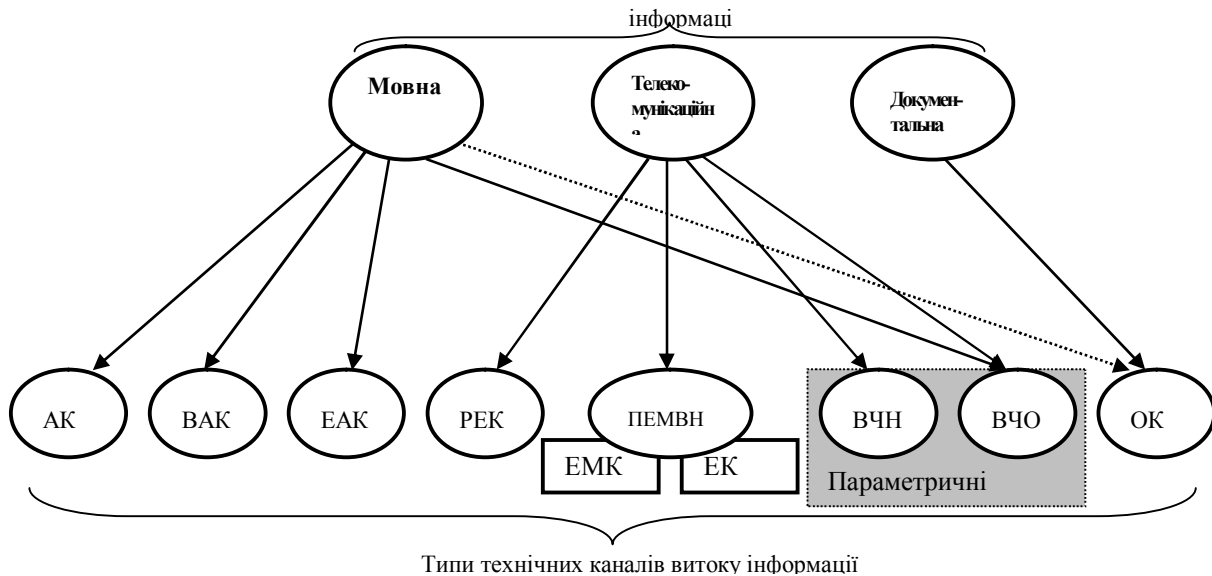 інформаці
Мовна
Телеко-
мунікаційн
а
Докумен-
тальна
АК
ВАК
ЕАК
РЕК
ПЕМВН
ВЧН
ВЧО
ОК
ЕМК
ЕК
Параметричні
Типи технічних каналів витоку інформації